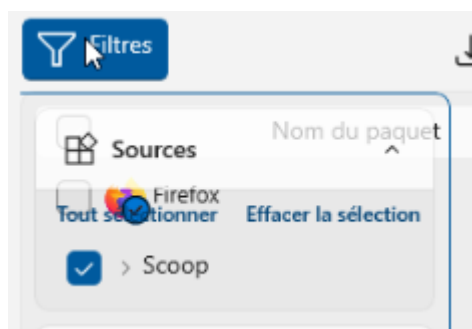 Filtres
Nom du paquet
Sources
Firefox
Tout sélectionner Effacer la sélection
Scoop